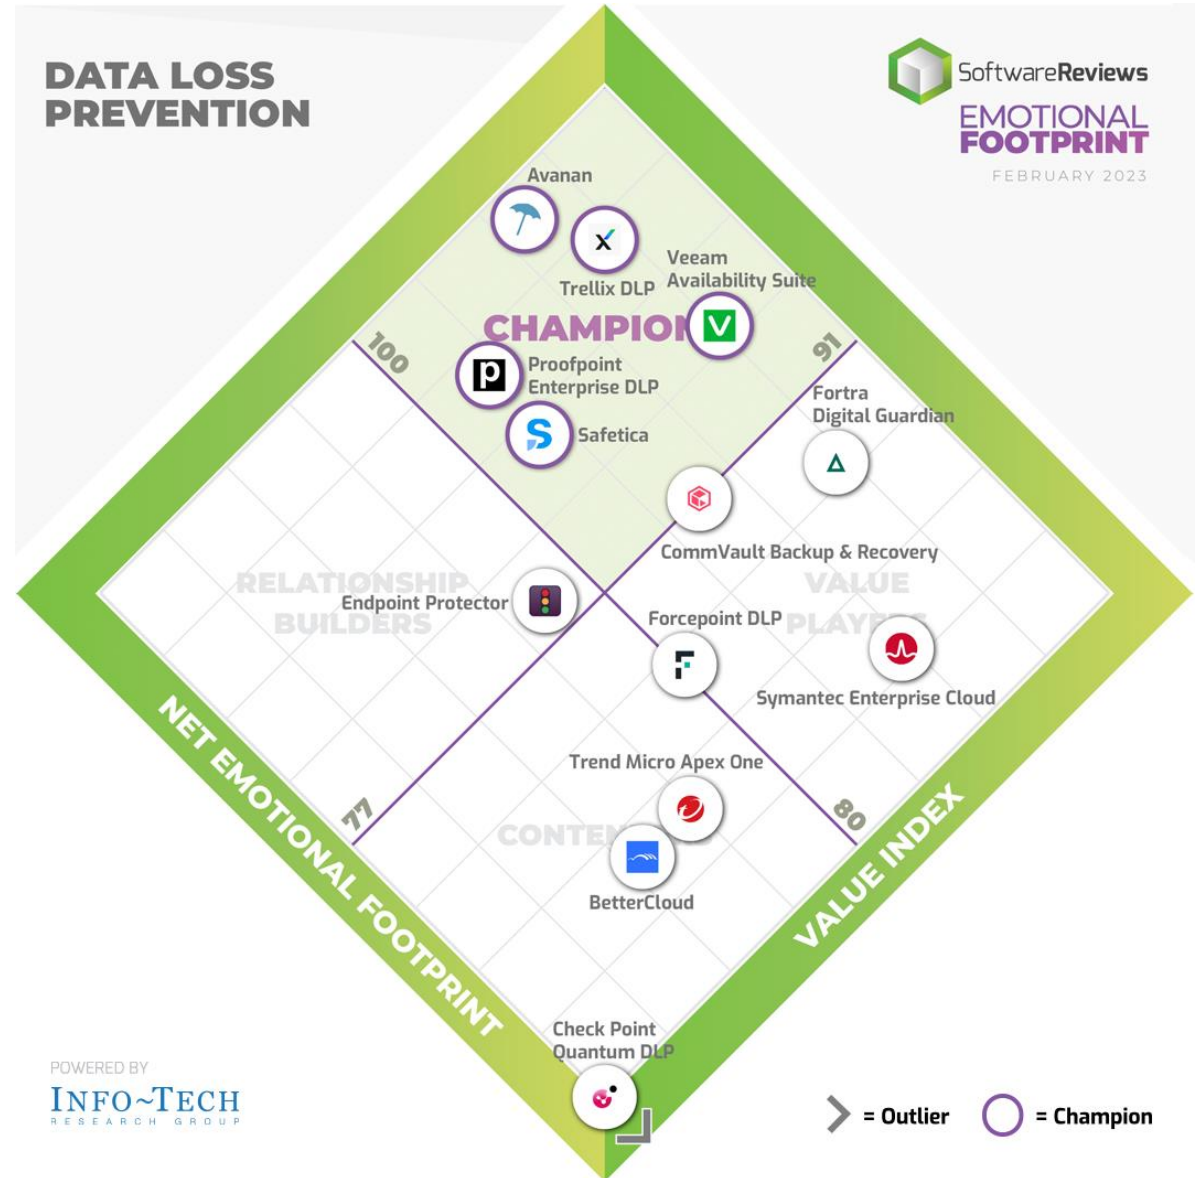 DATA LOSS
PREVENTION
SoftwareReviews
EMOTIONAL
FOOTPRINT
FEBRUARY 2023
Avanan
Trellix DLP
Veeam
Availability Suite
100
91
Proofpoint
Enterprise DLP
Safetica
Fortra
Digital Guardian
CommVault Backup & Recovery
RELATIONSHIP
BUILDERS
Endpoint Protector
VALUE
Forcepoint DLP
Symantec Enterprise Cloud
Trend Micro Apex One
BetterCloud
77
80
NET EMOTIONAL FOOTPRINT
VALUE INDEX
Check Point
Quantum DLP
POWERED BY
INFO~TECH
RESEARCH GROUP
= Outlier
= Champion